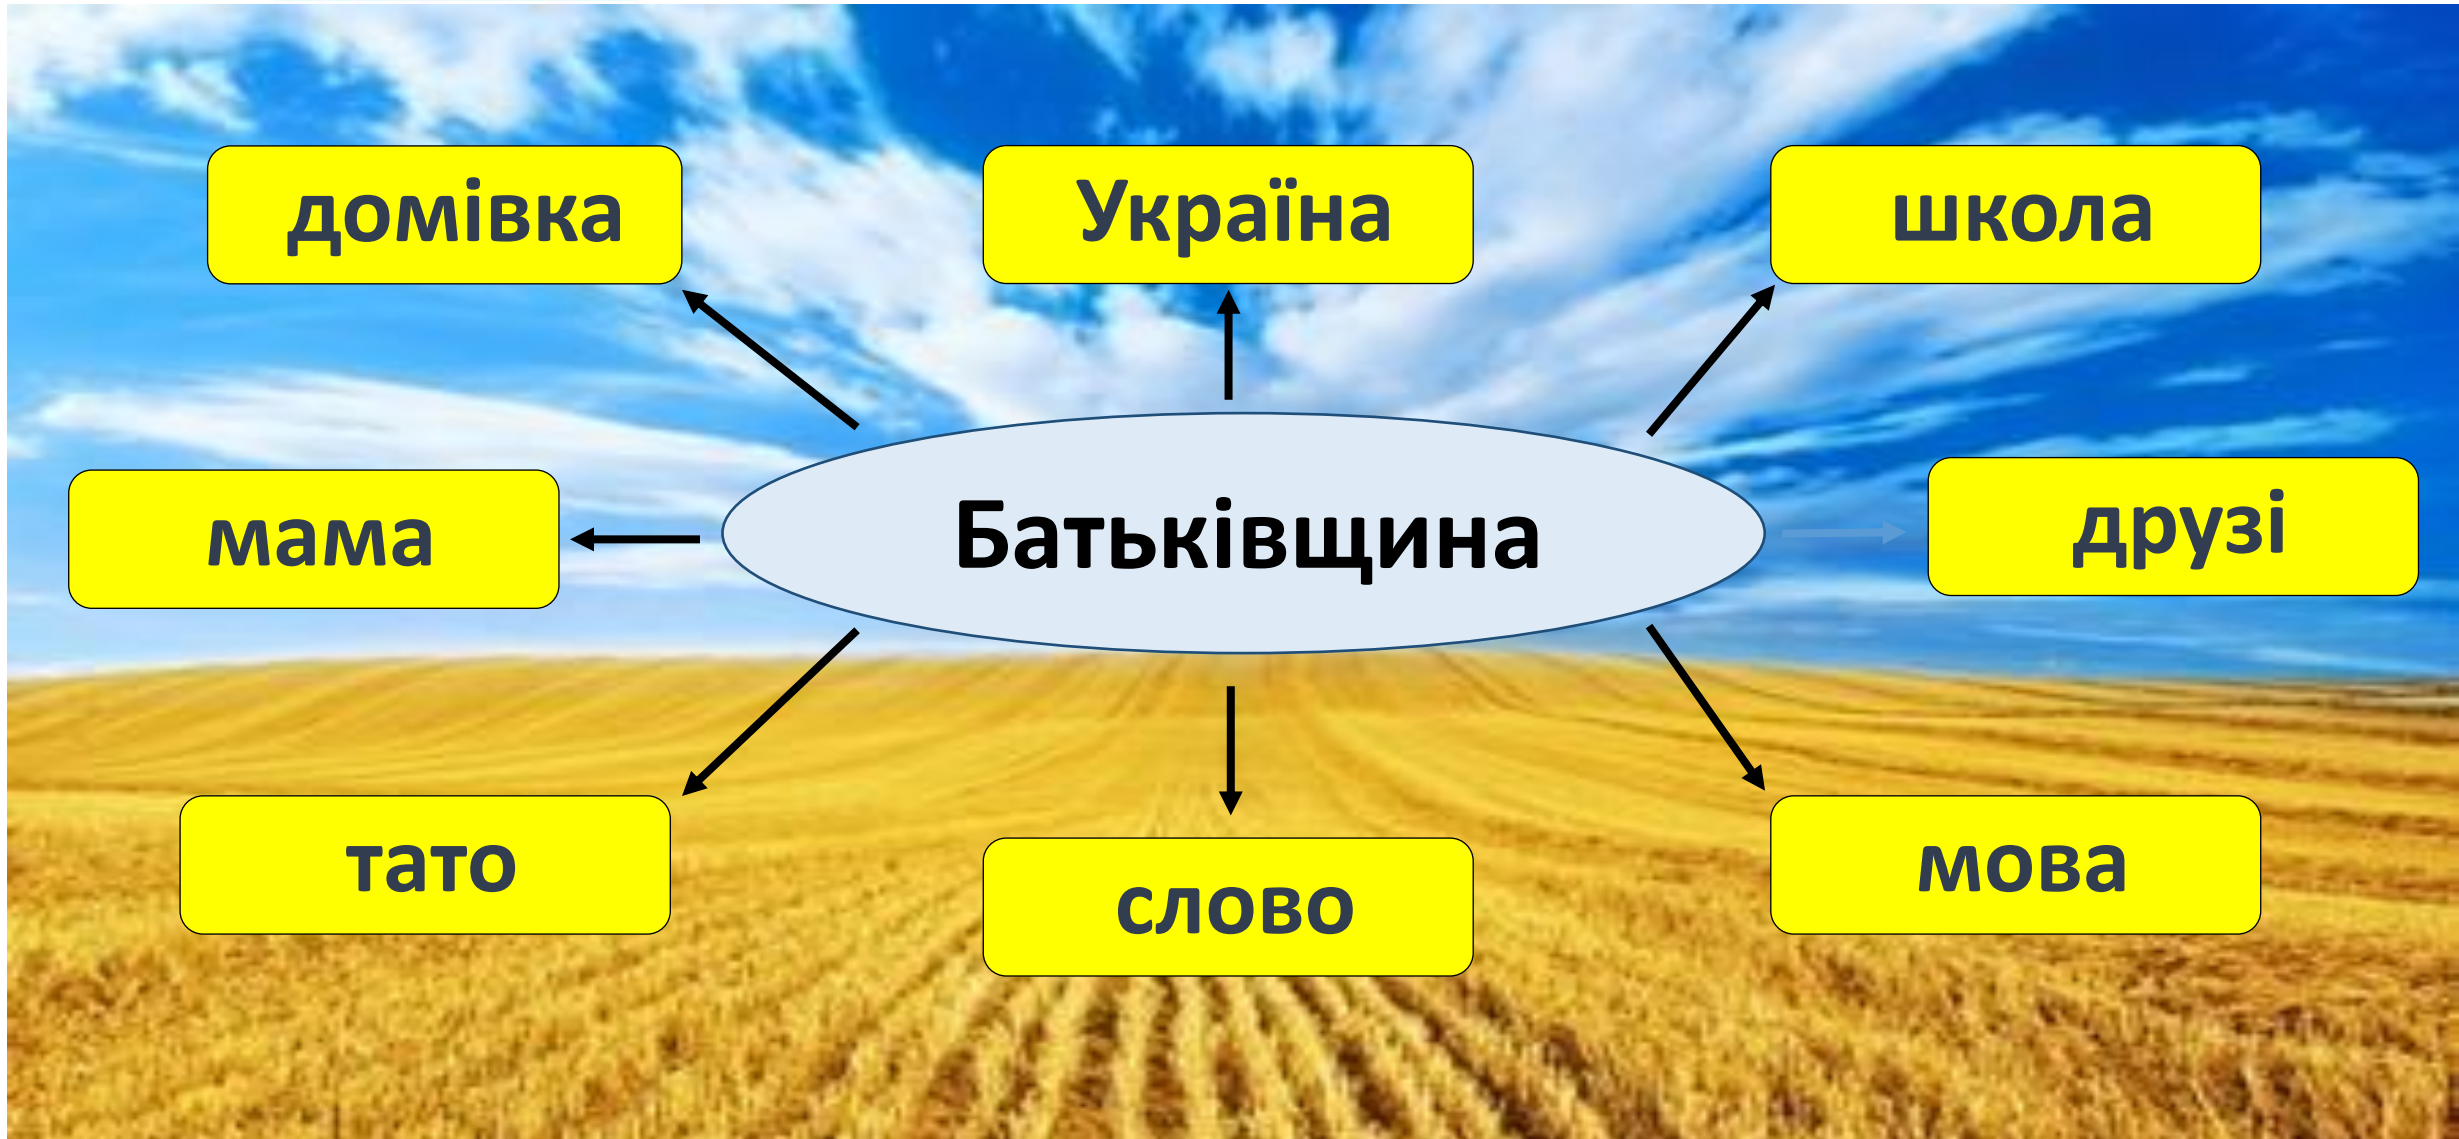 домівка
Україна
школа
мама
Батьківщина
друзі
тато
слово
мова